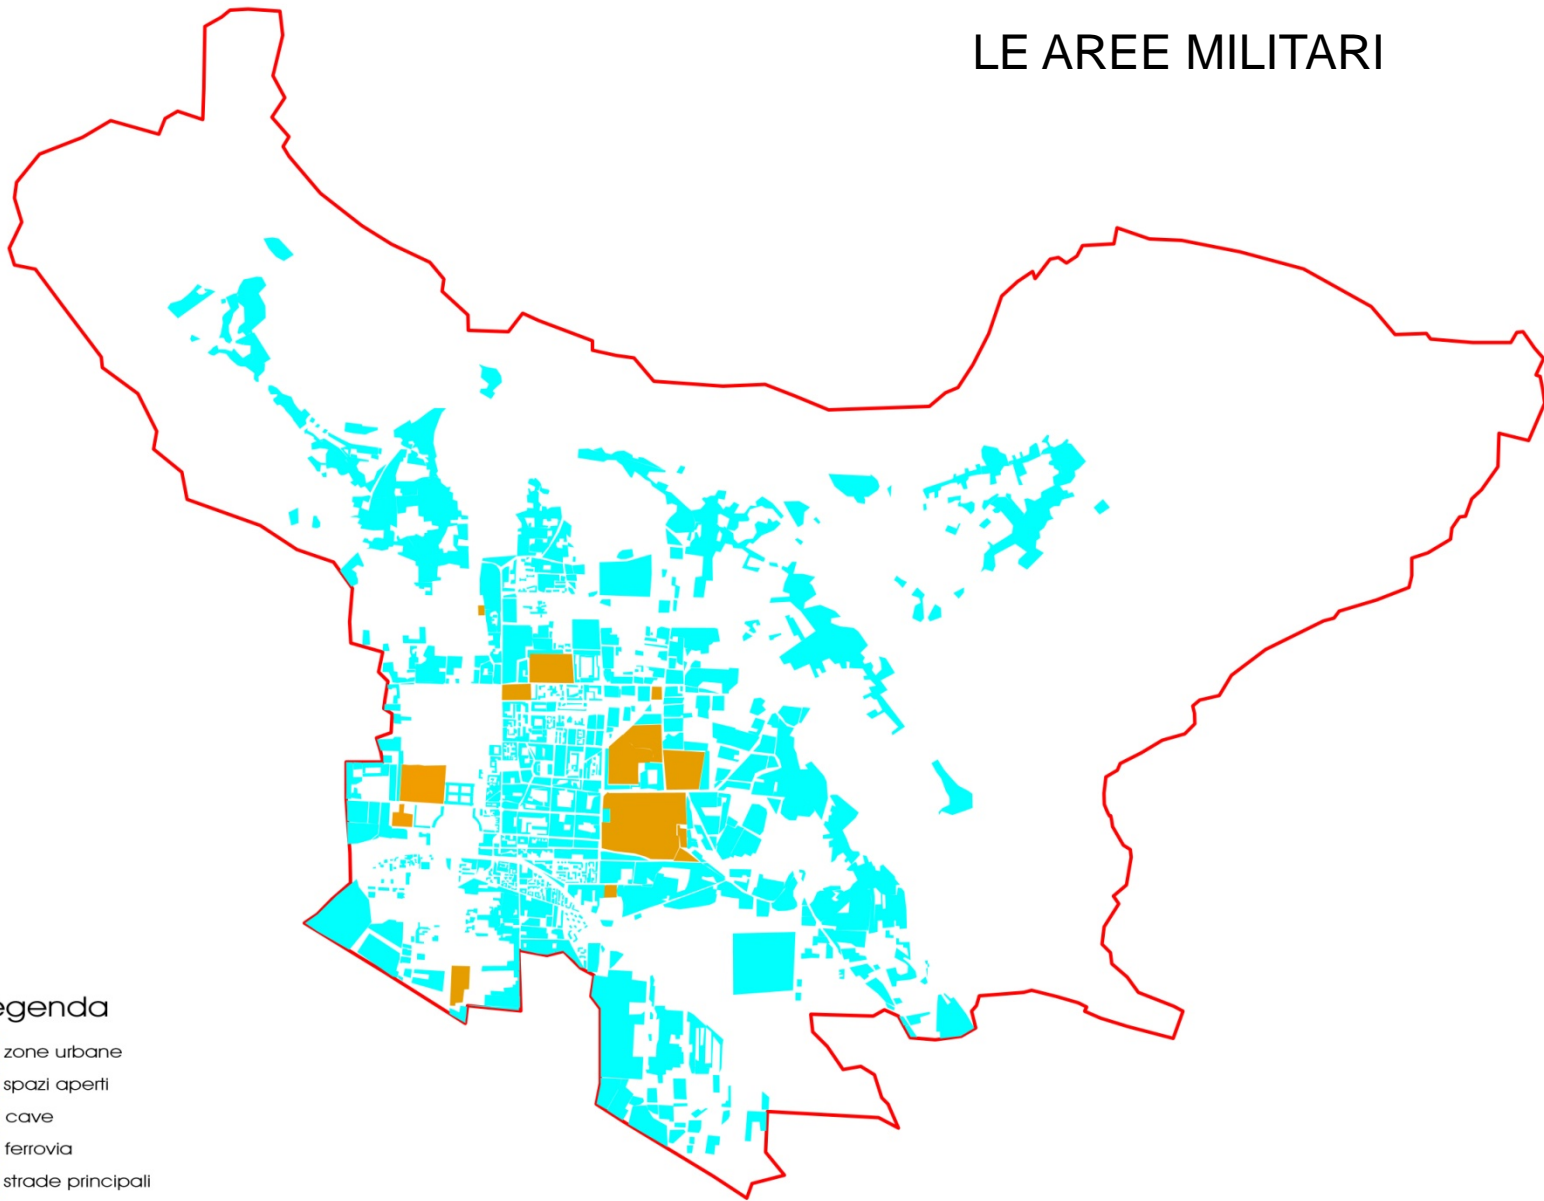 LE AREE MILITARI
egenda
zone urbane
spazi aperti
cave
ferrovia
strade principali